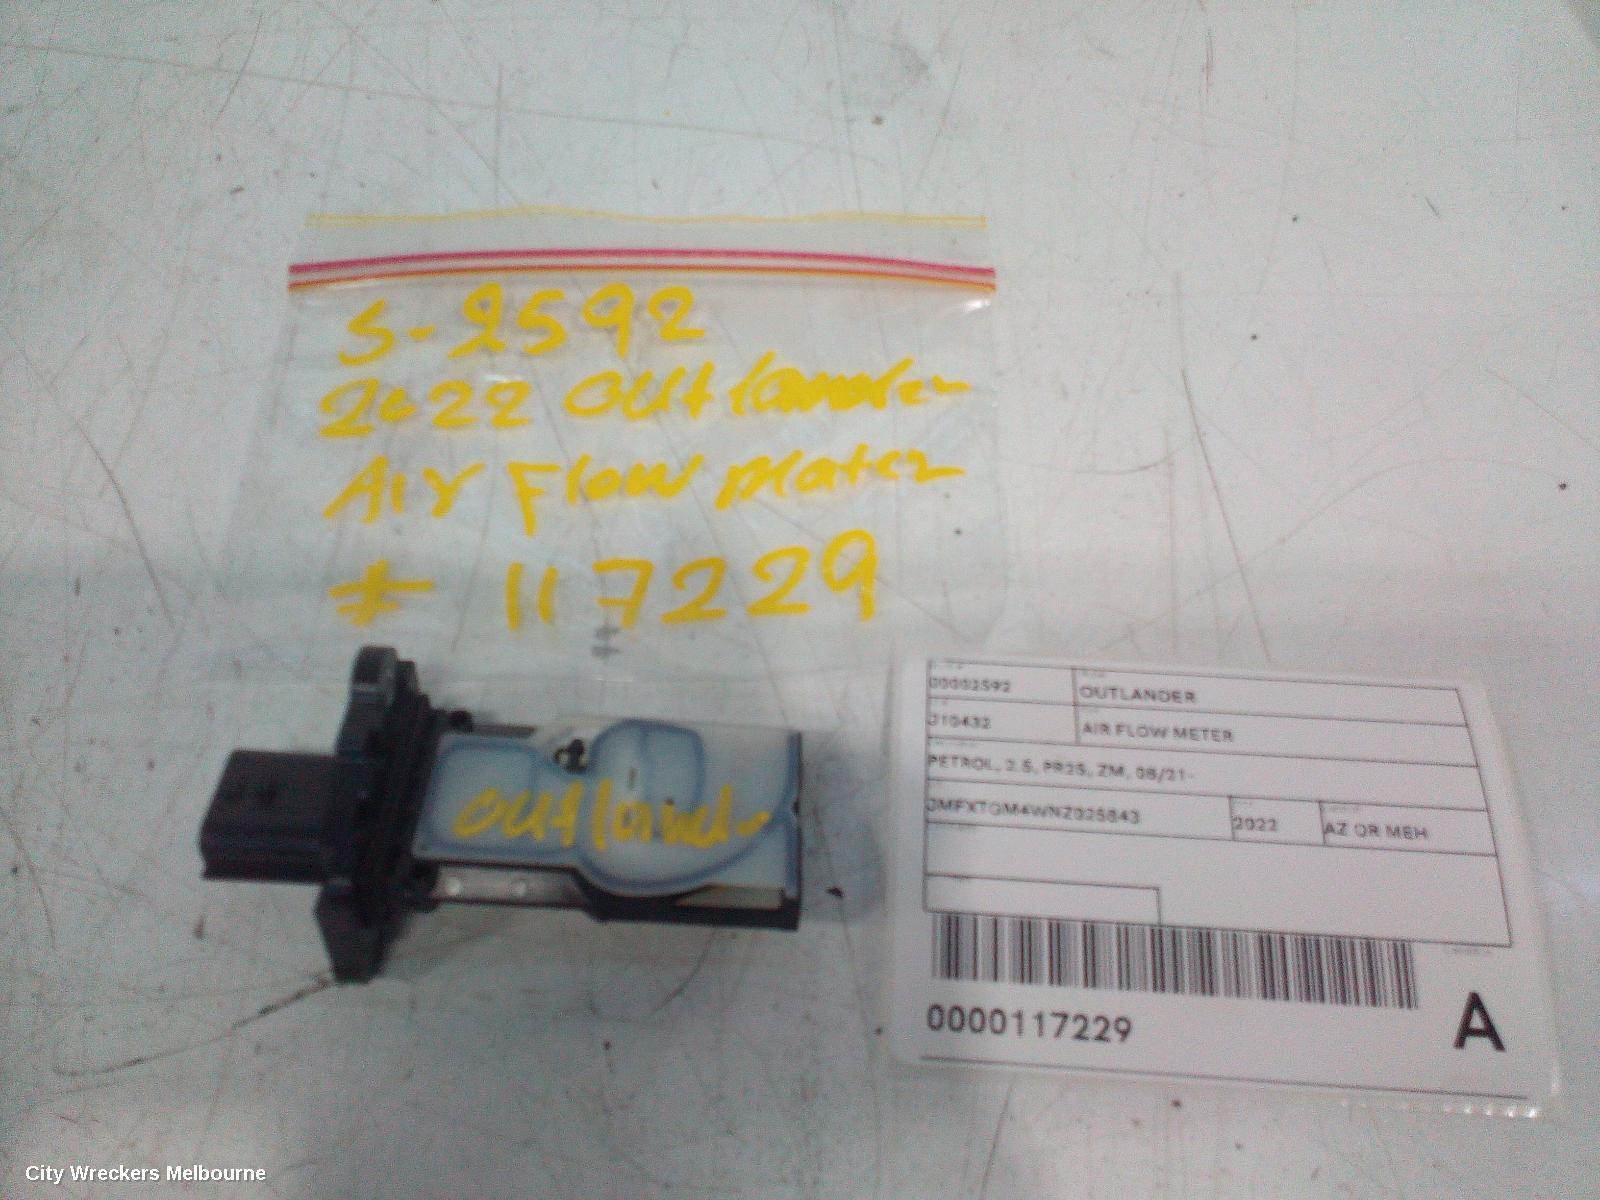 S-2592
2022 Outlander
Air Flow Meter
# 117229
outlander
00002592
OUTLANDER
J10432
AIR FLOW METER
PETROL, 2.5, PR25, ZM, 08/21-
JMFXTGM4WNZ025843
2022
AZ OR MEH
0000117229
A
City Wreckers Melbourne